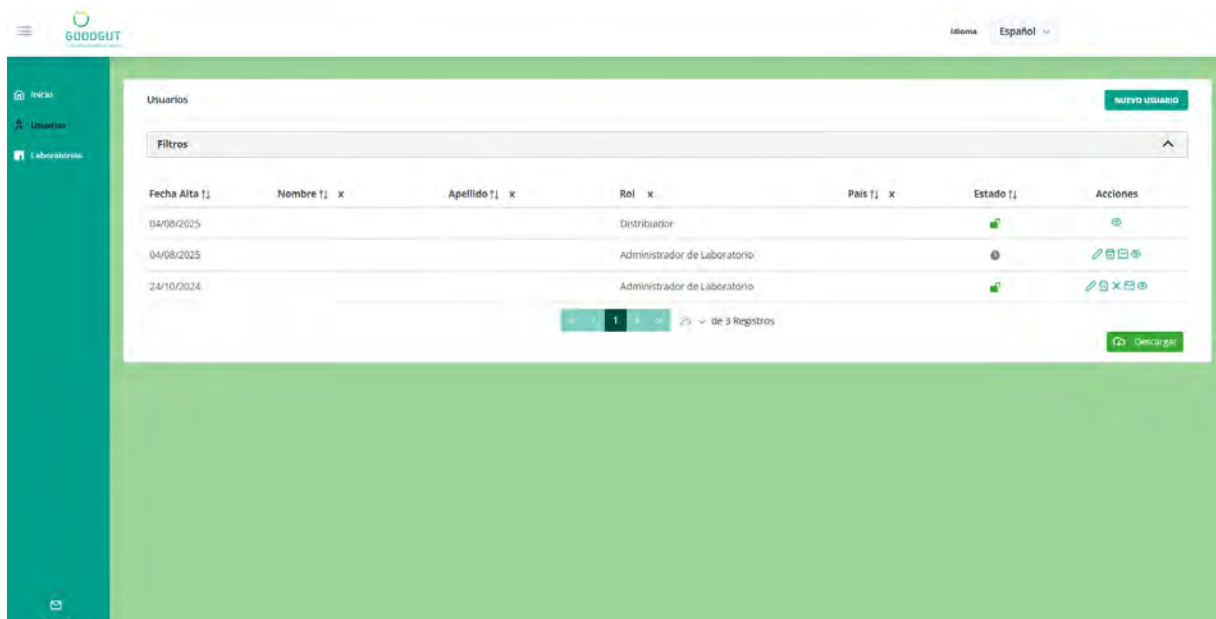 GOODGUT
Idioma Español
Inicio
Usuarios
Laboratorios
Usuarios
NUEVO USUARIO
Filtros
Fecha Alta Nombre x Apellido x Rol x País x Estado Acciones
04/08/2025 Distribuidor
04/08/2025 Administrador de Laboratorio
24/10/2024 Administrador de Laboratorio
« ‹ 1 › » 25 de 3 Registros
Descargar